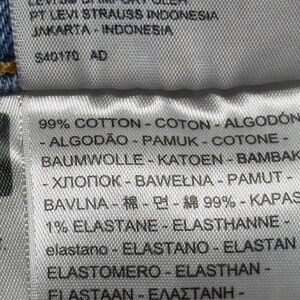 PT LEVI STRAUSS INDONESIA
JAKARTA - INDONESIA
S40170 AD
99% COTTON - COTON - ALGODÓN
- ALGODÃO - PAMUK - COTONE -
BAUMWOLLE - KATOEN - BAMBAK
- ХЛОПОК - BAWEŁNA - PAMUT -
BAVLNA - 棉 - 면 - 綿 99% - KAPAS
1% ELASTANE - ELASTHANNE -
elastano - ELASTANO - ELASTAN
ELASTOMERO - ELASTHAN -
ELASTAAN - ΕΛΑΣΤΑΝΗ -